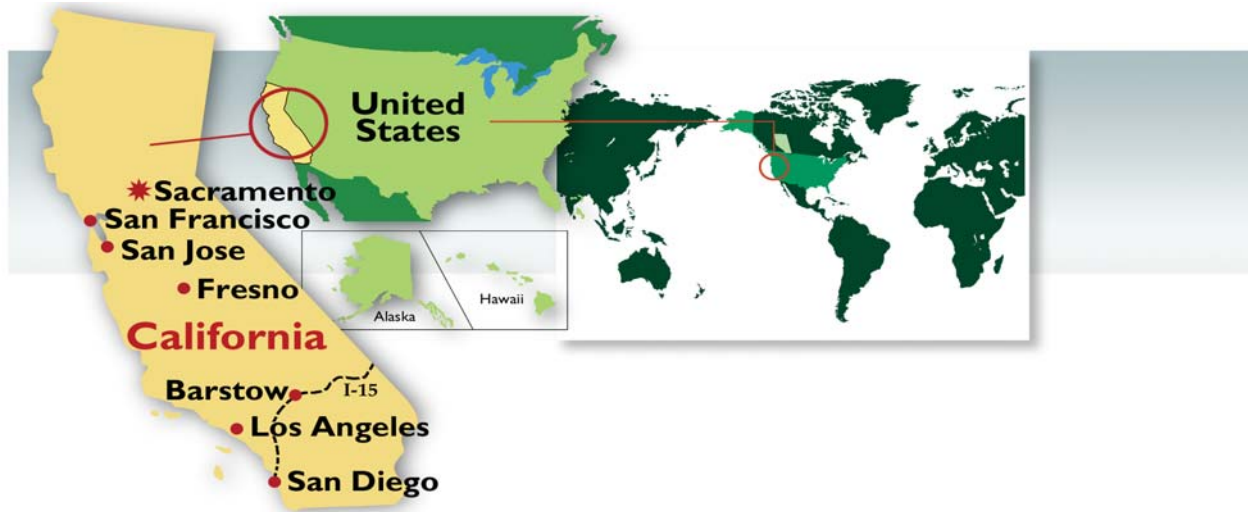 United
States
Sacramento
San Francisco
San Jose
Fresno
Alaska
Hawaii
California
Barstow
I-15
Los Angeles
San Diego